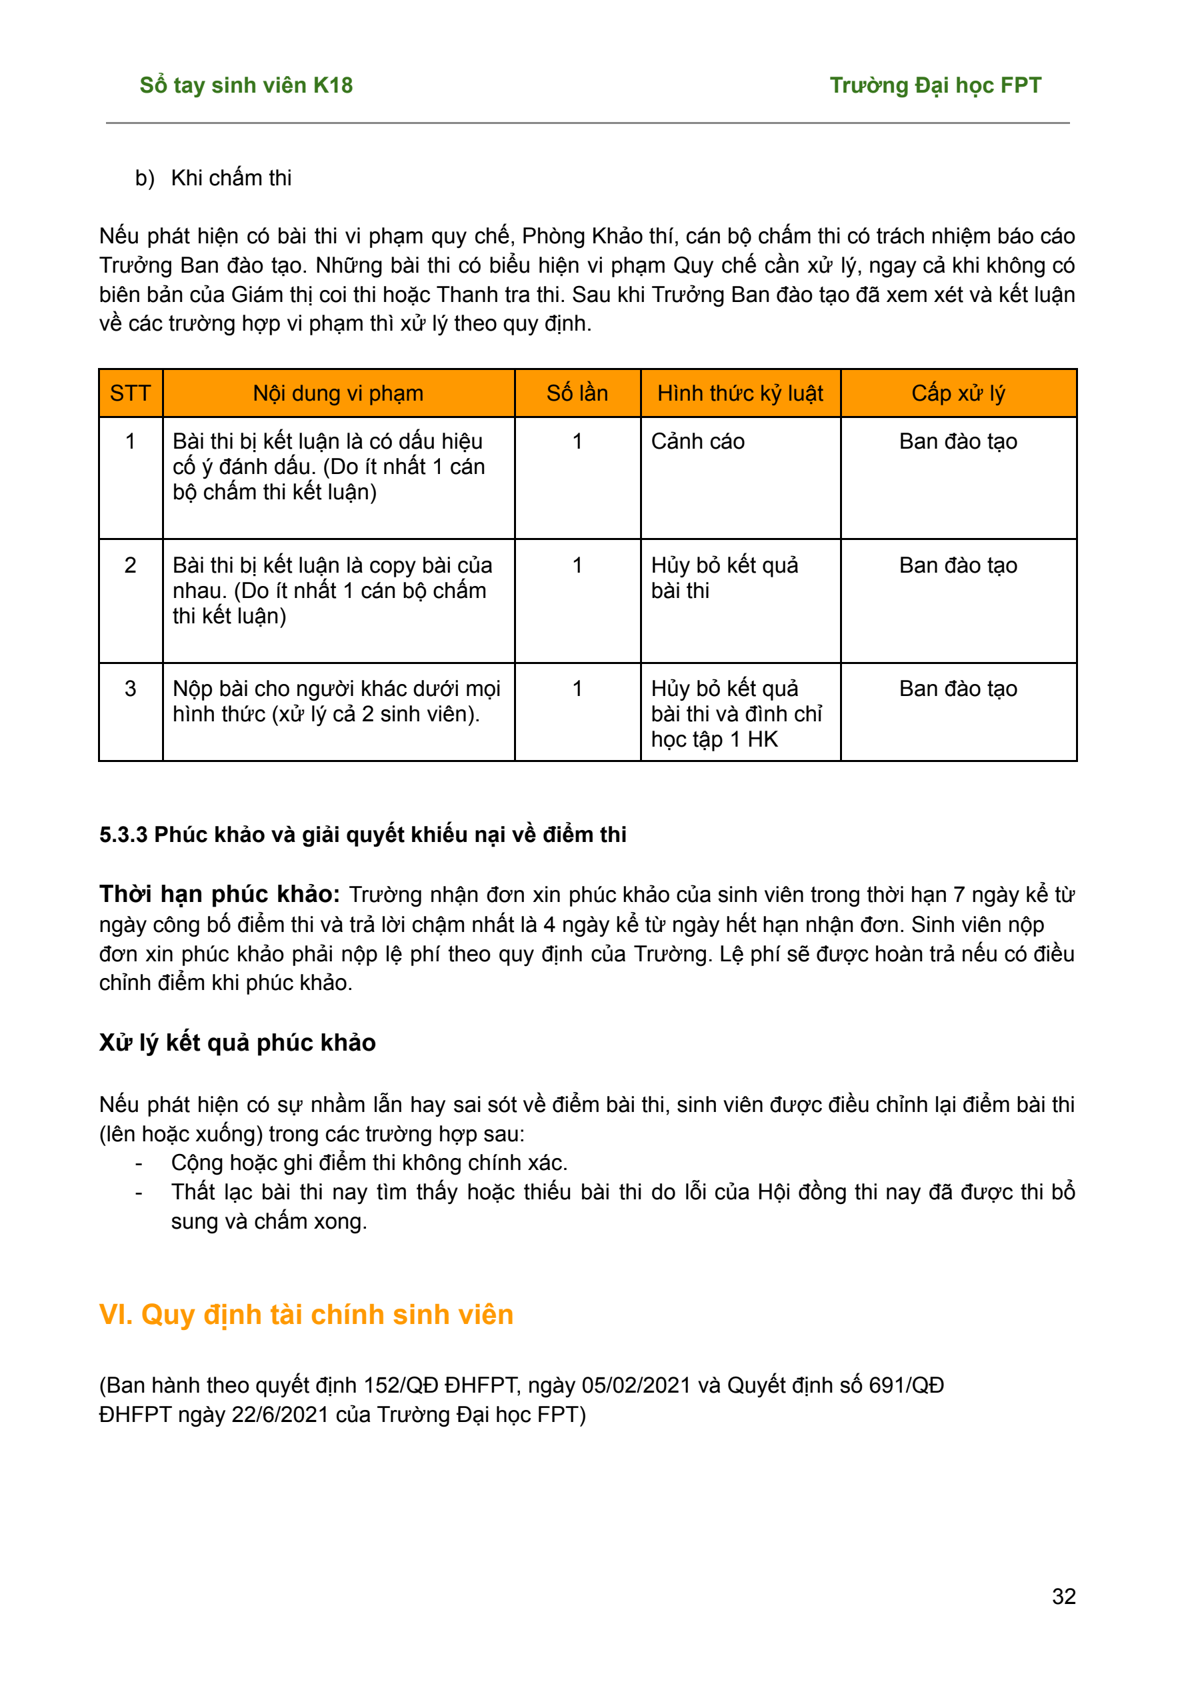 Sổ tay sinh viên K18 Trường Đại học FPT
b) Khi chấm thi
Nếu phát hiện có bài thi vi phạm quy chế, Phòng Khảo thí, cán bộ chấm thi có trách nhiệm báo cáo
Trưởng Ban đào tạo. Những bài thi có biểu hiện vi phạm Quy chế cần xử lý, ngay cả khi không có
biên bản của Giám thị coi thi hoặc Thanh tra thi. Sau khi Trưởng Ban đào tạo đã xem xét và kết luận
về các trường hợp vi phạm thì xử lý theo quy định.
STT Nội dung vi phạm Số lần Hình thức kỷ luật Cấp xử lý
1 Bài thi bị kết luận là có dấu hiệu 1 Cảnh cáo Ban đào tạo
cố ý đánh dấu. (Do ít nhất 1 cán
bộ chấm thi kết luận)
2 Bài thi bị kết luận là copy bài của 1 Hủy bỏ kết quả Ban đào tạo
nhau. (Do ít nhất 1 cán bộ chấm bài thi
thi kết luận)
3 Nộp bài cho người khác dưới mọi 1 Hủy bỏ kết quả Ban đào tạo
hình thức (xử lý cả 2 sinh viên). bài thi và đình chỉ
học tập 1 HK
5.3.3 Phúc khảo và giải quyết khiếu nại về điểm thi
Thời hạn phúc khảo: Trường nhận đơn xin phúc khảo của sinh viên trong thời hạn 7 ngày kể từ
ngày công bố điểm thi và trả lời chậm nhất là 4 ngày kể từ ngày hết hạn nhận đơn. Sinh viên nộp
đơn xin phúc khảo phải nộp lệ phí theo quy định của Trường. Lệ phí sẽ được hoàn trả nếu có điều
chỉnh điểm khi phúc khảo.
Xử lý kết quả phúc khảo
Nếu phát hiện có sự nhầm lẫn hay sai sót về điểm bài thi, sinh viên được điều chỉnh lại điểm bài thi
(lên hoặc xuống) trong các trường hợp sau:
- Cộng hoặc ghi điểm thi không chính xác.
- Thất lạc bài thi nay tìm thấy hoặc thiếu bài thi do lỗi của Hội đồng thi nay đã được thi bổ
sung và chấm xong.
VI. Quy định tài chính sinh viên
(Ban hành theo quyết định 152/QĐ ĐHFPT, ngày 05/02/2021 và Quyết định số 691/QĐ
ĐHFPT ngày 22/6/2021 của Trường Đại học FPT)
32